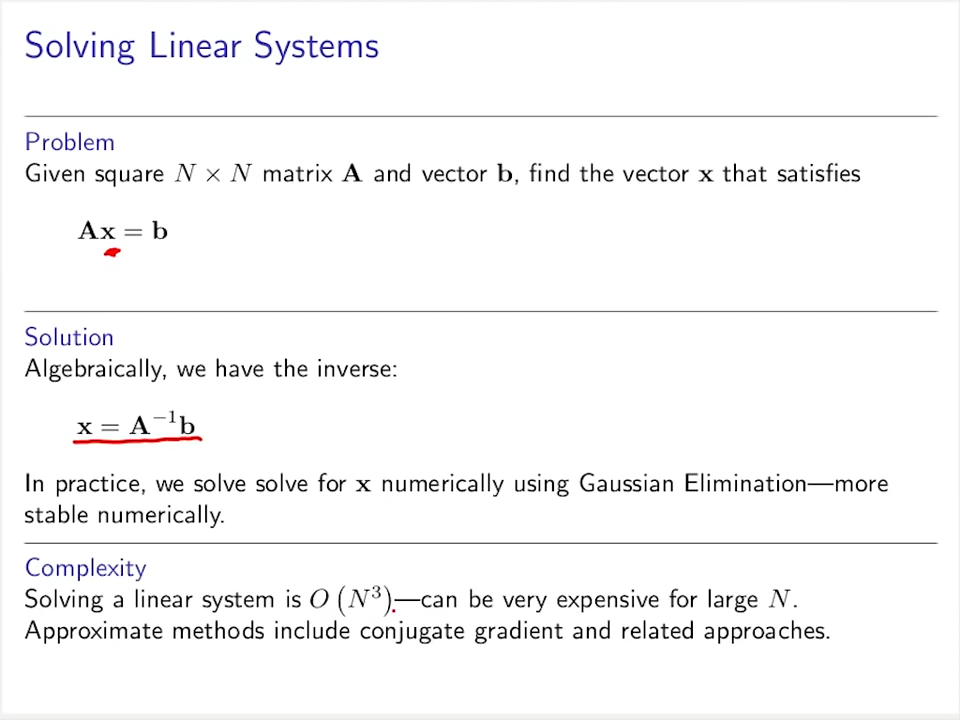 Solving Linear Systems
Problem
Given square N × N matrix A and vector b, find the vector x that satisfies
Ax = b
Solution
Algebraically, we have the inverse:
x = A⁻¹b
In practice, we solve solve for x numerically using Gaussian Elimination—more
stable numerically.
Complexity
Solving a linear system is O (N³)—can be very expensive for large N.
Approximate methods include conjugate gradient and related approaches.